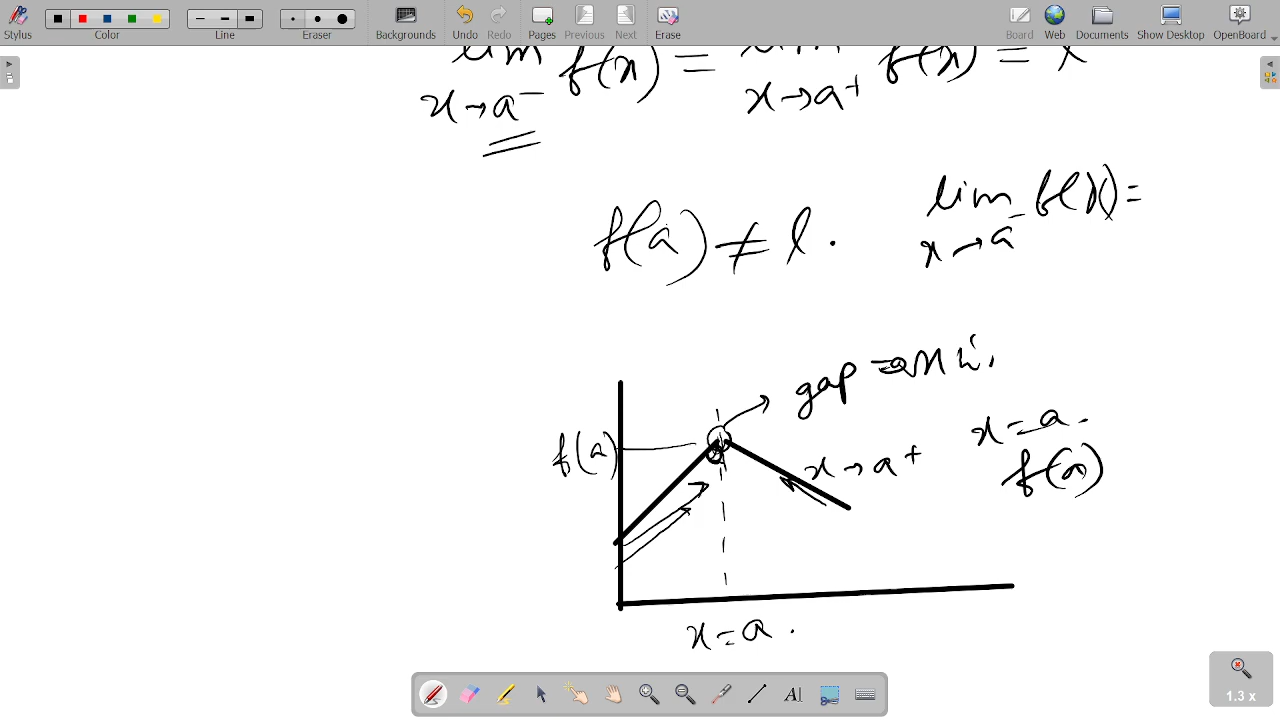 Stylus Color Line Eraser Backgrounds Undo Redo Pages Previous Next Erase Board Web Documents Show Desktop OpenBoard
lim f(x) = lim f(x) = l
x→a⁻ x→a⁺
f(a) ≠ l . lim f(x) =
x→a⁻
gap
x = a .
f(a) x→a⁺ f(a)
x = a .
1.3 x